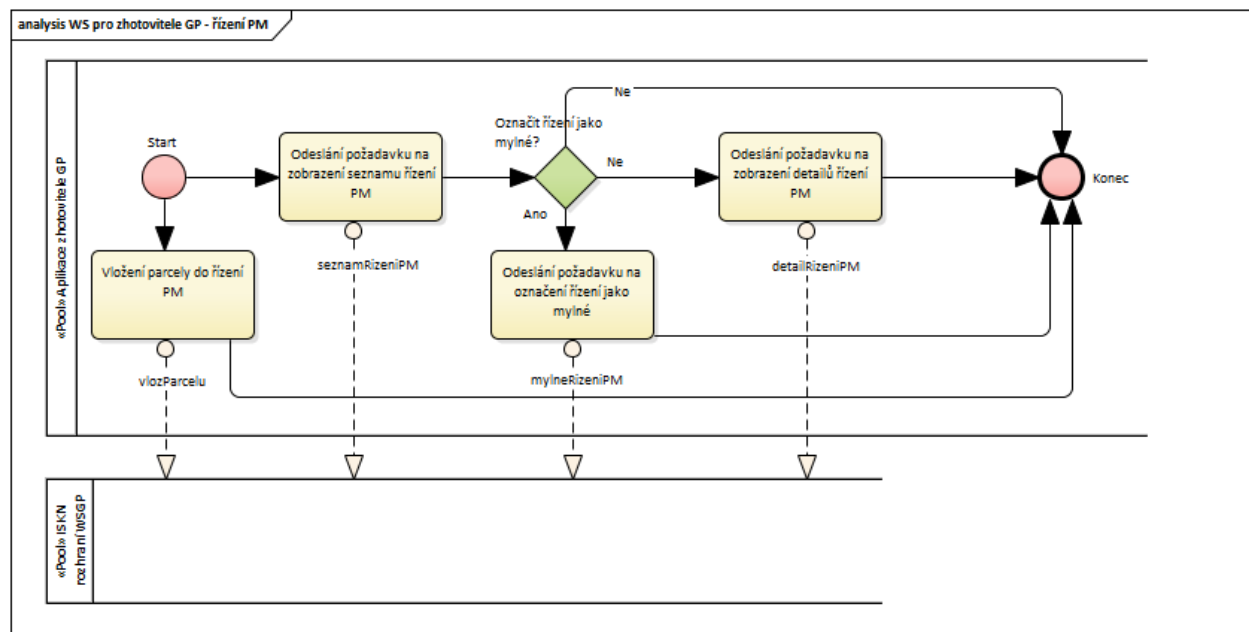 analysis WS pro zhotovitele GP - řízení PM
«Pool» Aplikace zhotovitele GP
Start
Odeslání požadavku na
zobrazení seznamu řízení
PM
Označit řízení jako
mylné?
Ne
Ne
Ano
Odeslání požadavku na
zobrazení detailů řízení
PM
Konec
Vložení parcely do řízení
PM
seznamRizeniPM
Odeslání požadavku na
označení řízení jako
mylné
detailRizeniPM
vlozParcelu
mylneRizeniPM
«Pool» ISKN
rozhraní WSGP